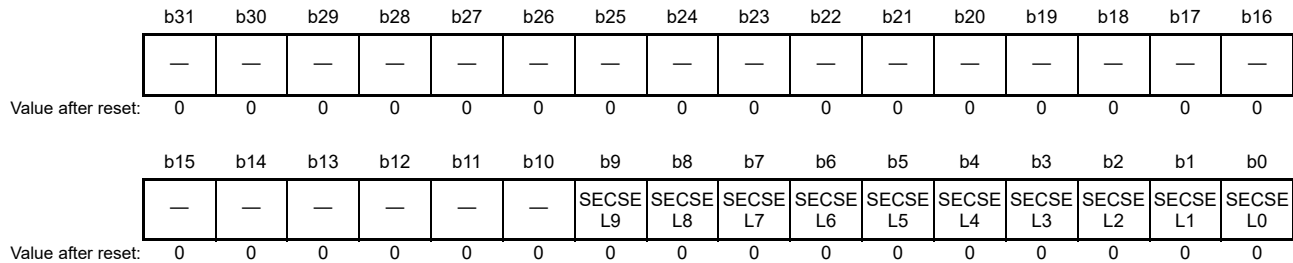 b31 b30 b29 b28 b27 b26 b25 b24 b23 b22 b21 b20 b19 b18 b17 b16
— — — — — — — — — — — — — — — —
Value after reset: 0 0 0 0 0 0 0 0 0 0 0 0 0 0 0 0
b15 b14 b13 b12 b11 b10 b9 b8 b7 b6 b5 b4 b3 b2 b1 b0
— — — — — — SECSE SECSE SECSE SECSE SECSE SECSE SECSE SECSE SECSE SECSE
L9 L8 L7 L6 L5 L4 L3 L2 L1 L0
Value after reset: 0 0 0 0 0 0 0 0 0 0 0 0 0 0 0 0